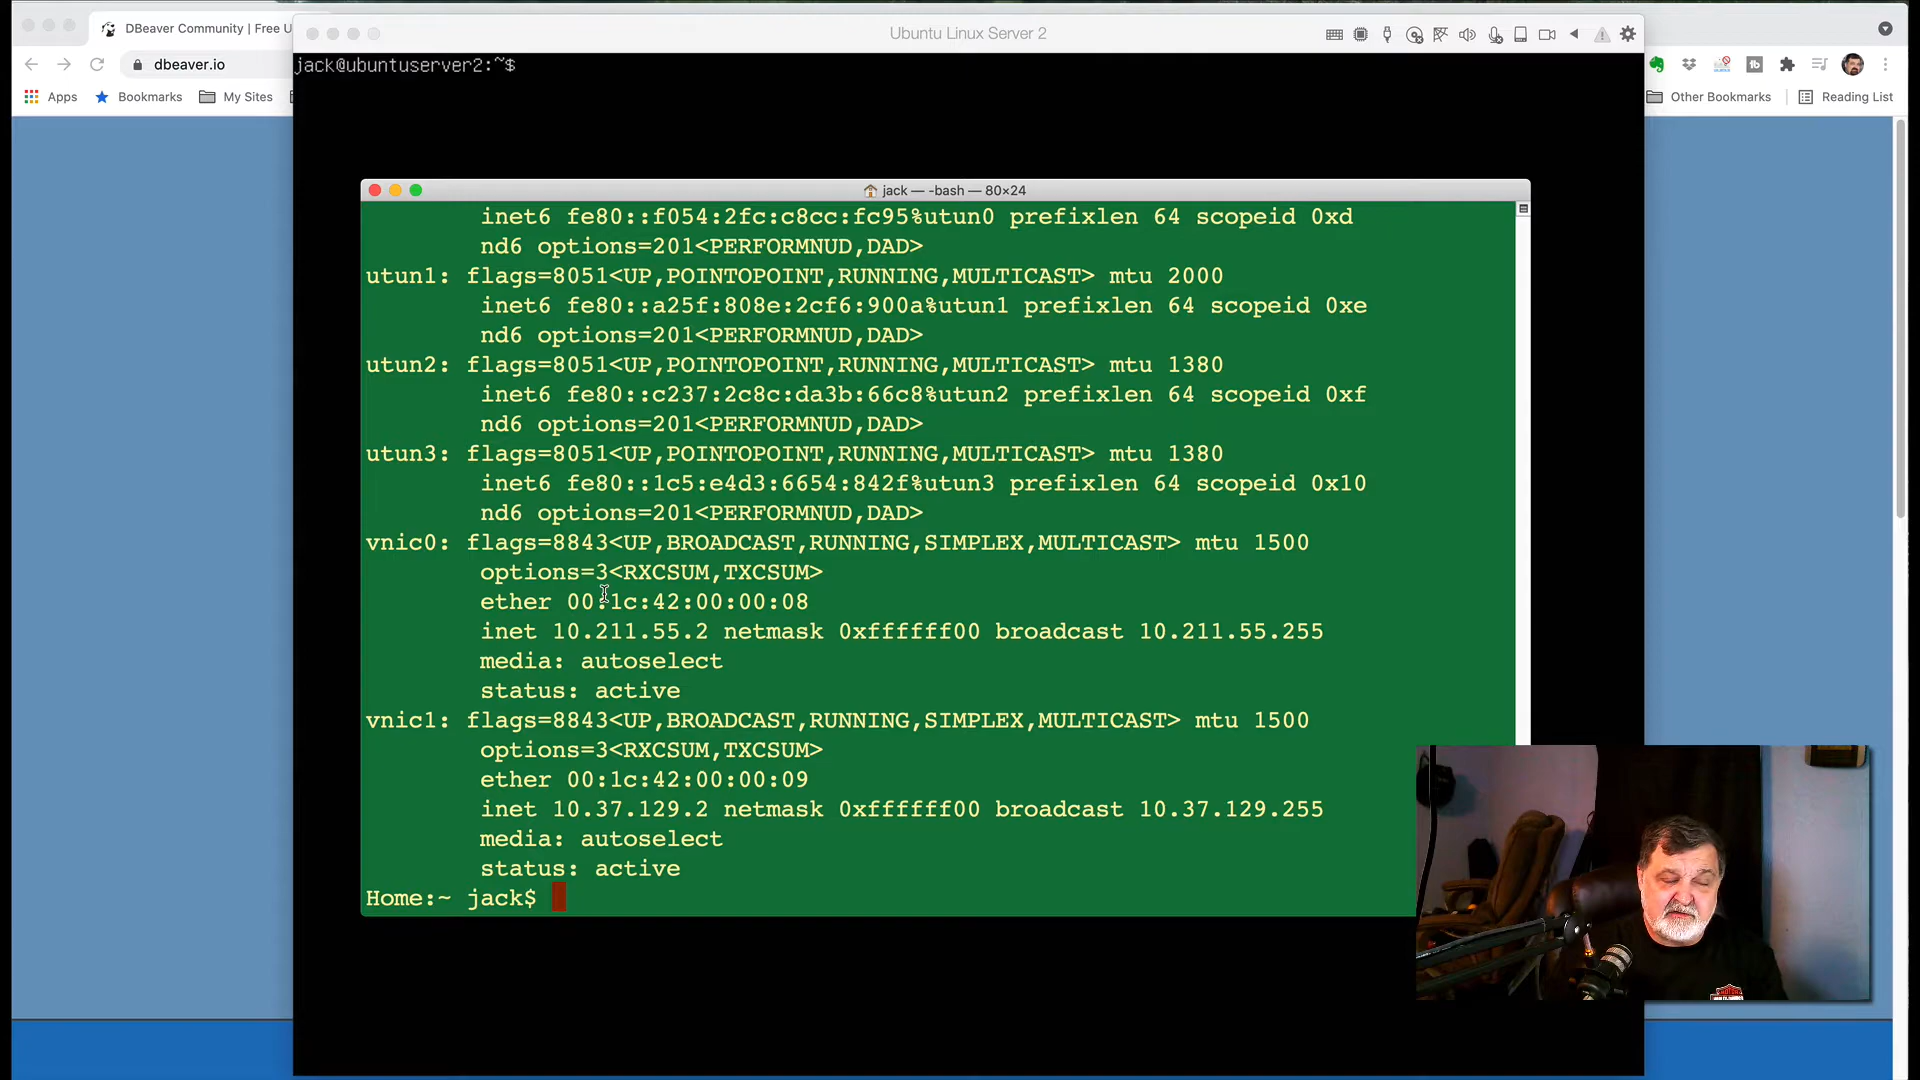 DBeaver Community | Free U
Ubuntu Linux Server 2
dbeaver.io
jack@ubuntuserver2:~$
Apps
Bookmarks
My Sites
Other Bookmarks
Reading List
jack — -bash — 80×24
inet6 fe80::f054:2fc:c8cc:fc95%utun0 prefixlen 64 scopeid 0xd
nd6 options=201<PERFORMNUD,DAD>
utun1: flags=8051<UP,POINTOPOINT,RUNNING,MULTICAST> mtu 2000
inet6 fe80::a25f:808e:2cf6:900a%utun1 prefixlen 64 scopeid 0xe
nd6 options=201<PERFORMNUD,DAD>
utun2: flags=8051<UP,POINTOPOINT,RUNNING,MULTICAST> mtu 1380
inet6 fe80::c237:2c8c:da3b:66c8%utun2 prefixlen 64 scopeid 0xf
nd6 options=201<PERFORMNUD,DAD>
utun3: flags=8051<UP,POINTOPOINT,RUNNING,MULTICAST> mtu 1380
inet6 fe80::1c5:e4d3:6654:842f%utun3 prefixlen 64 scopeid 0x10
nd6 options=201<PERFORMNUD,DAD>
vnic0: flags=8843<UP,BROADCAST,RUNNING,SIMPLEX,MULTICAST> mtu 1500
options=3<RXCSUM,TXCSUM>
ether 00:1c:42:00:00:08
inet 10.211.55.2 netmask 0xffffff00 broadcast 10.211.55.255
media: autoselect
status: active
vnic1: flags=8843<UP,BROADCAST,RUNNING,SIMPLEX,MULTICAST> mtu 1500
options=3<RXCSUM,TXCSUM>
ether 00:1c:42:00:00:09
inet 10.37.129.2 netmask 0xffffff00 broadcast 10.37.129.255
media: autoselect
status: active
Home:~ jack$